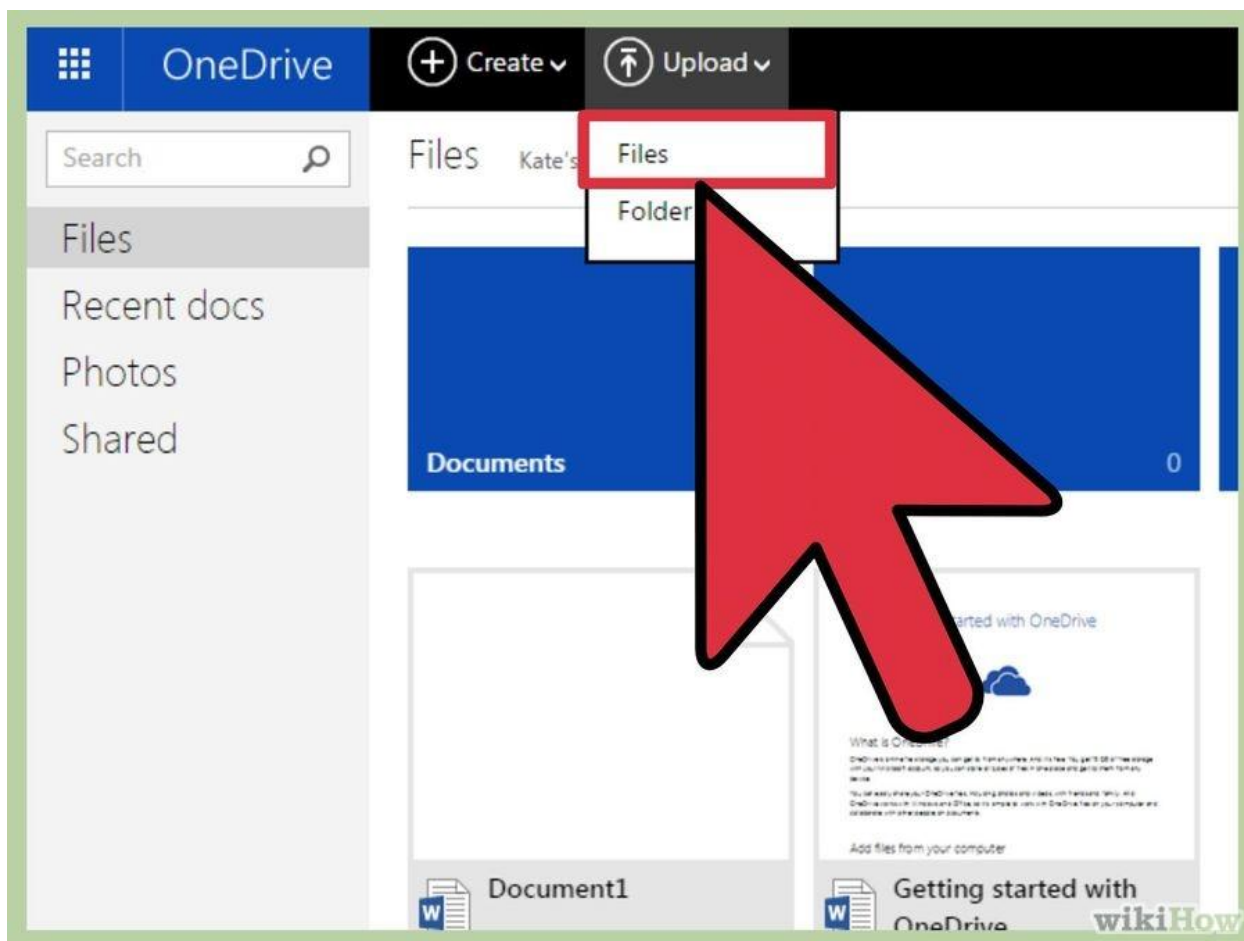 OneDrive
Create
Upload
Search
Files Kate's
Files
Folder
Files
Recent docs
Photos
Shared
Documents
0
arted with OneDrive
What is OneDrive?
Add files from your computer
Document1
Getting started with
OneDrive
wikiHow